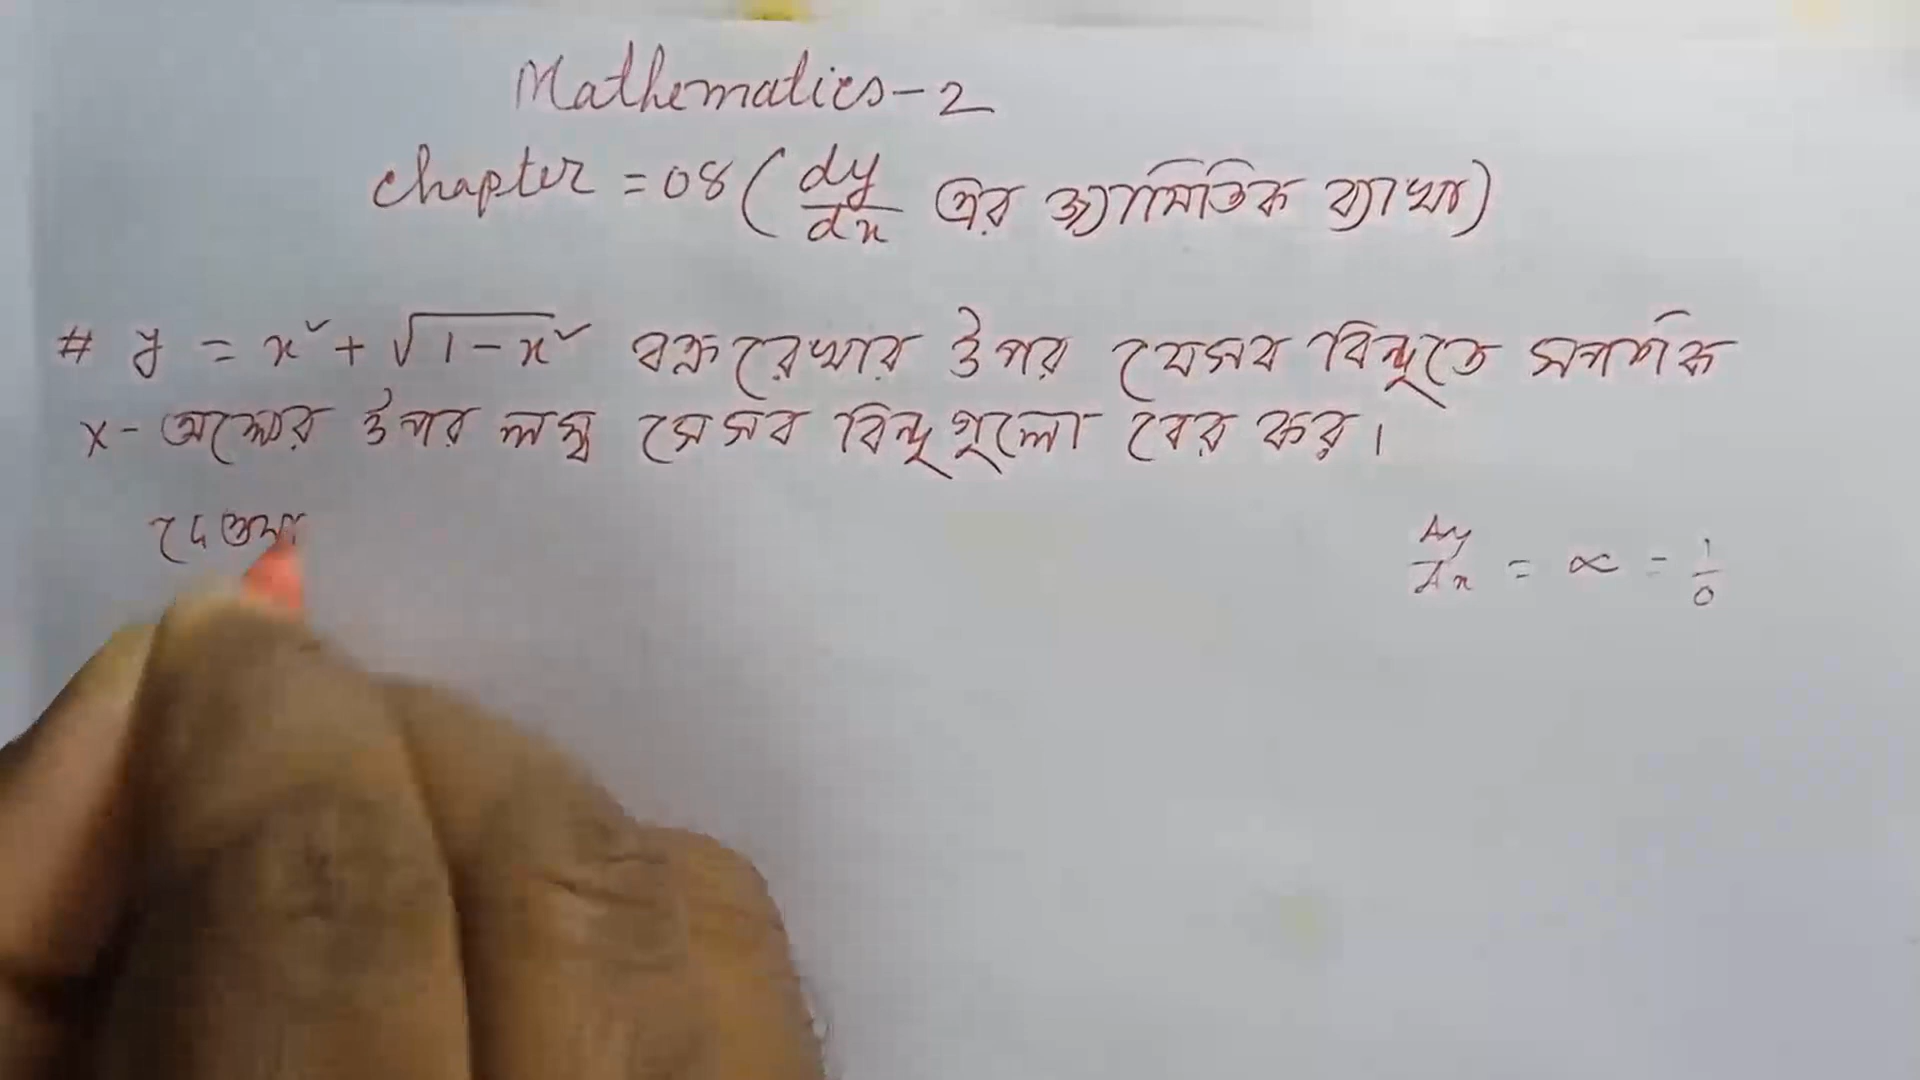 Mathematics-2
Chapter = 08 (dy/dx এর জ্যামিতিক ব্যাখ্যা)
# y = x² + √(1-x²) বক্ররেখার উপর যেসব বিন্দুতে স্পর্শক
x-অক্ষের উপর লম্ব সেসব বিন্দুগুলো বের কর।
দেওয়া
dy/dx = ∝ = 1/0